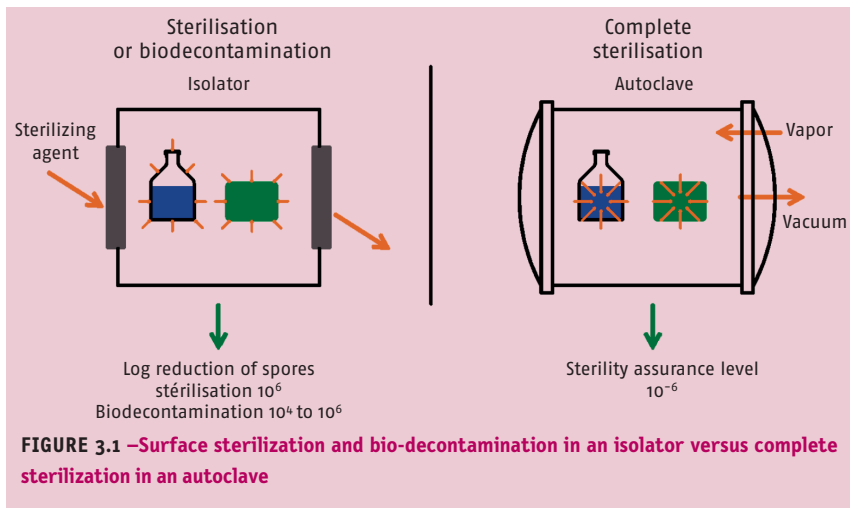 Sterilisation
or biodecontamination
Isolator
Sterilizing
agent
Log reduction of spores
stérilisation 10⁶
Biodecontamination 10⁴ to 10⁶
Complete
sterilisation
Autoclave
Vapor
Vacuum
Sterility assurance level
10⁻⁶
FIGURE 3.1 –Surface sterilization and bio-decontamination in an isolator versus complete
sterilization in an autoclave